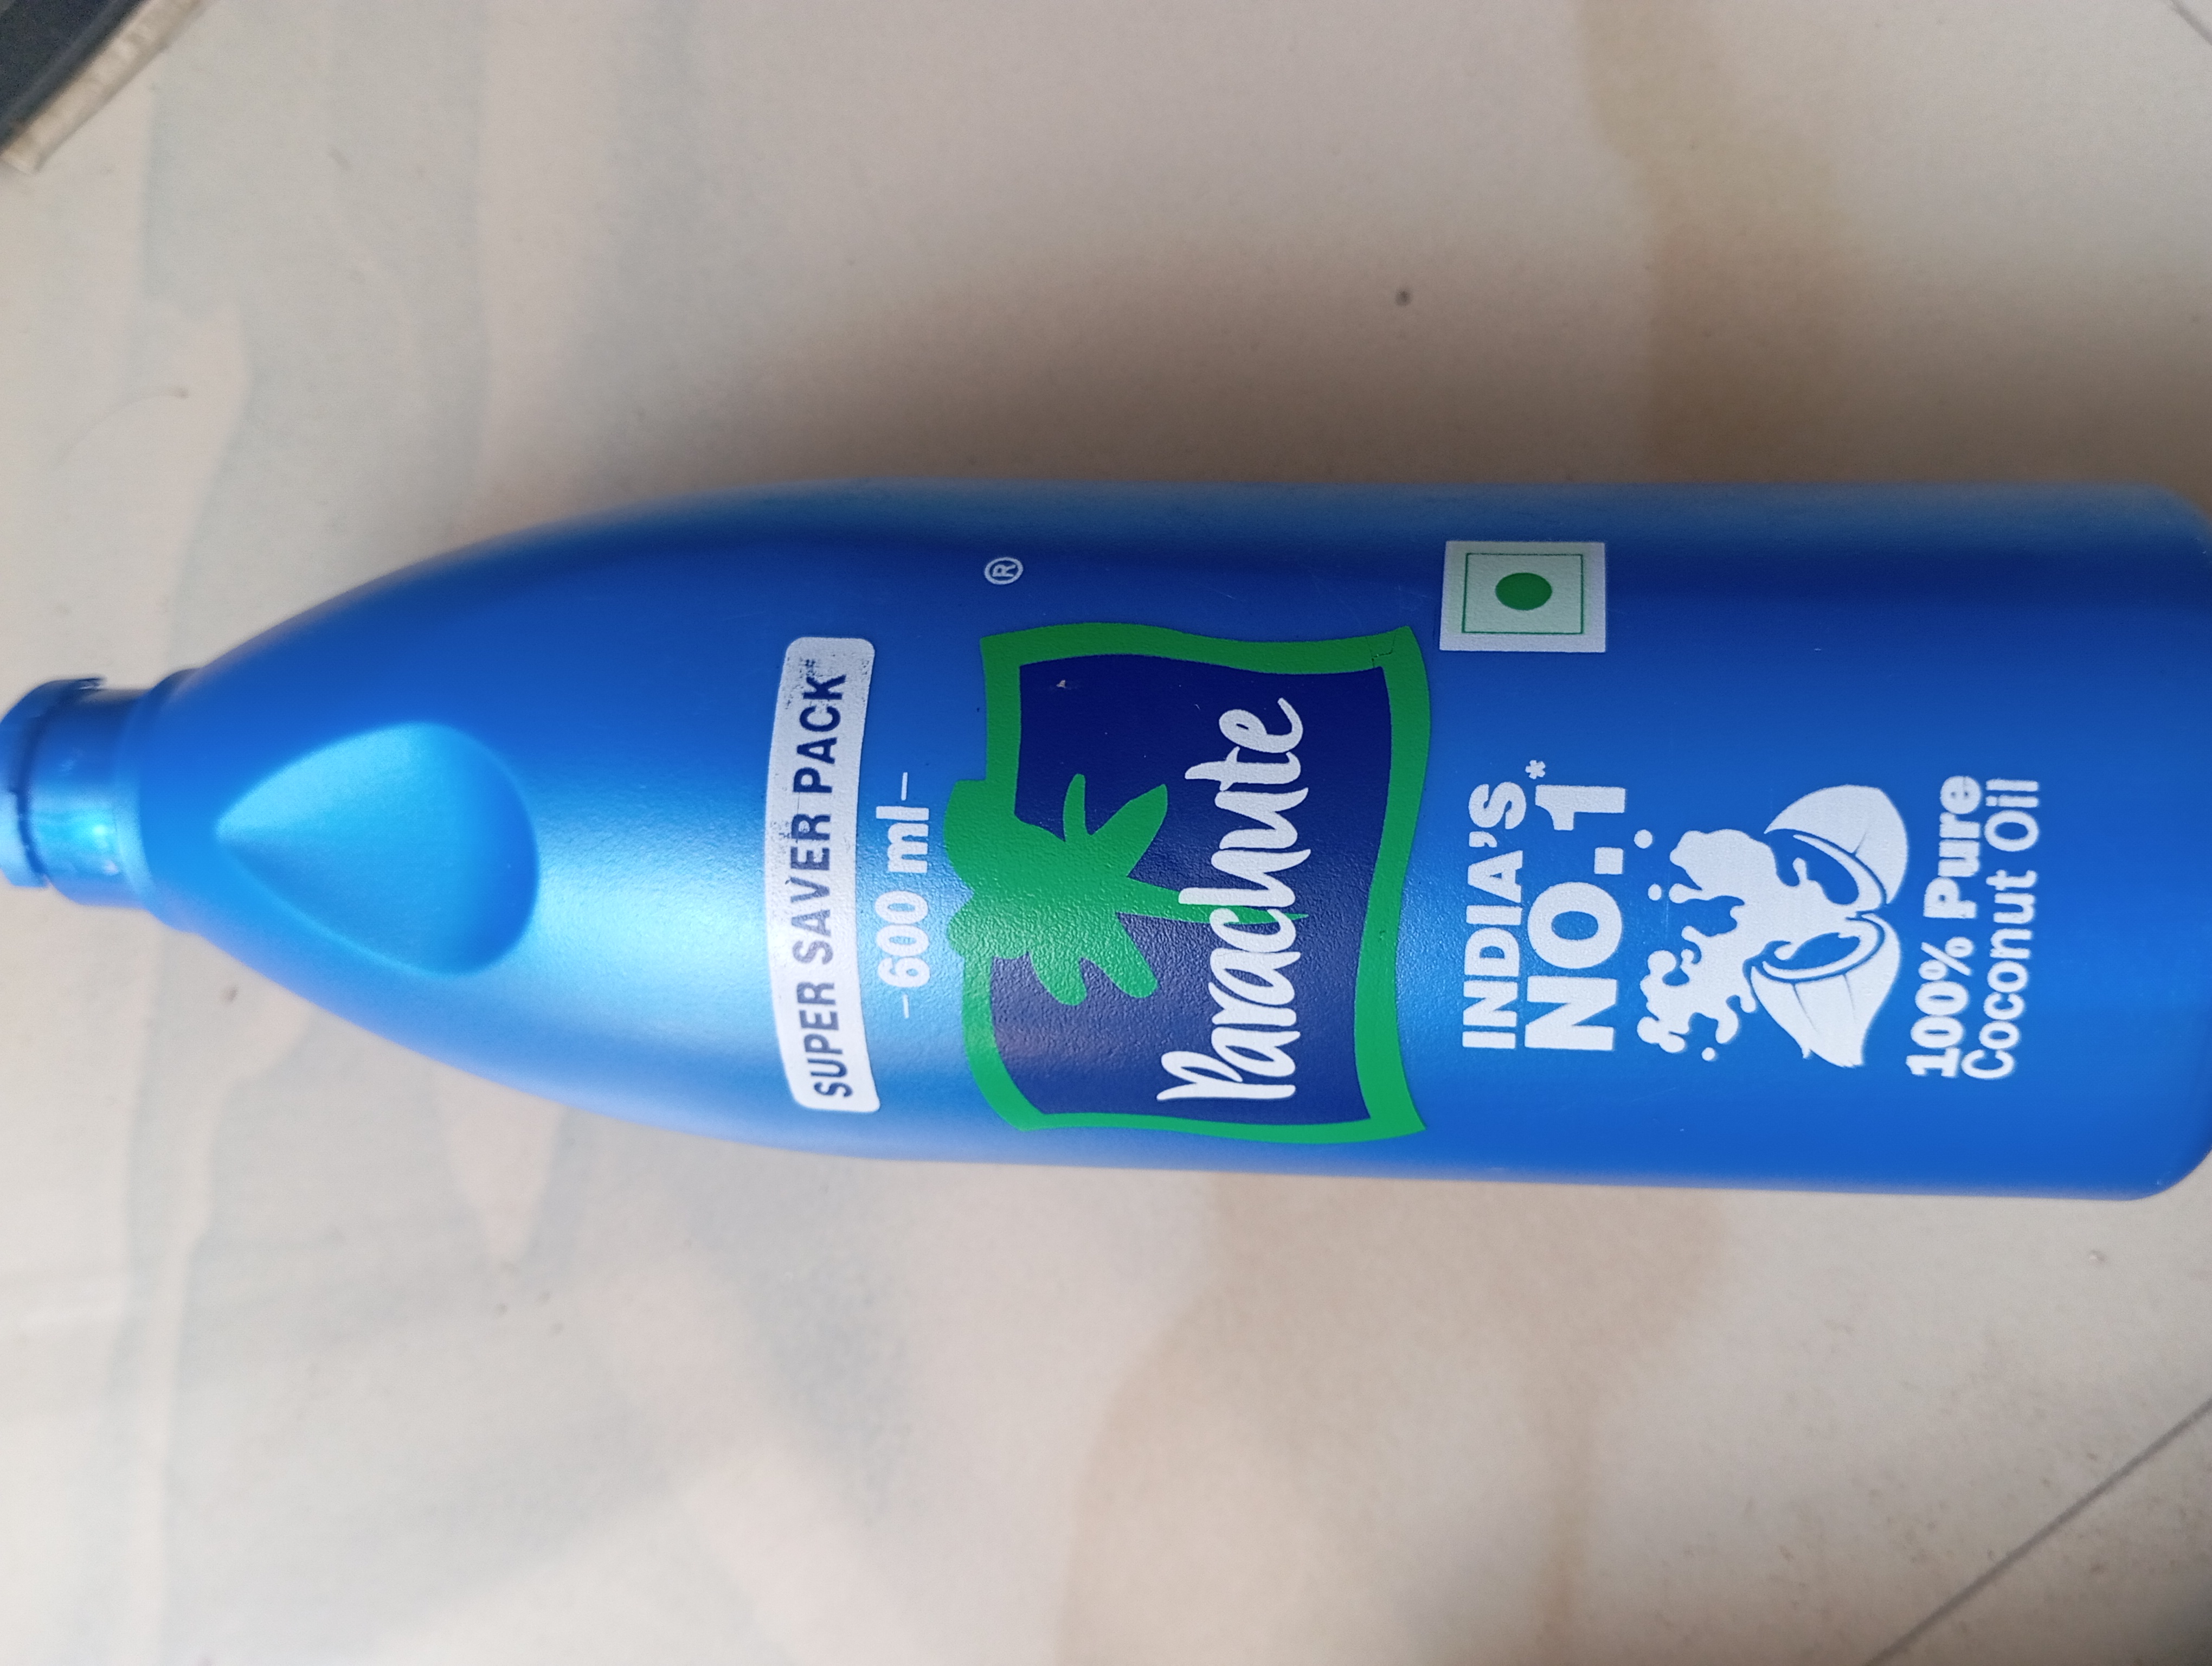 SUPER SAVER PACK*
600 ml
®
Parachute
INDIA'S
NO.1*
100% Pure
Coconut Oil